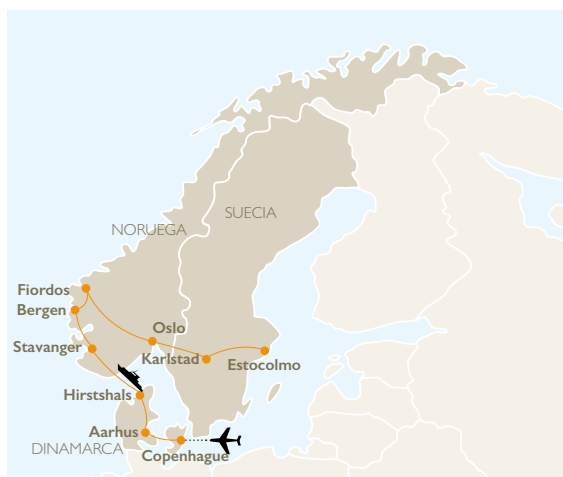 NORUEGA
SUECIA
Fiordos
Bergen
Oslo
Stavanger
Karlstad
Estocolmo
Hirstshals
Aarhus
DINAMARCA
Copenhague